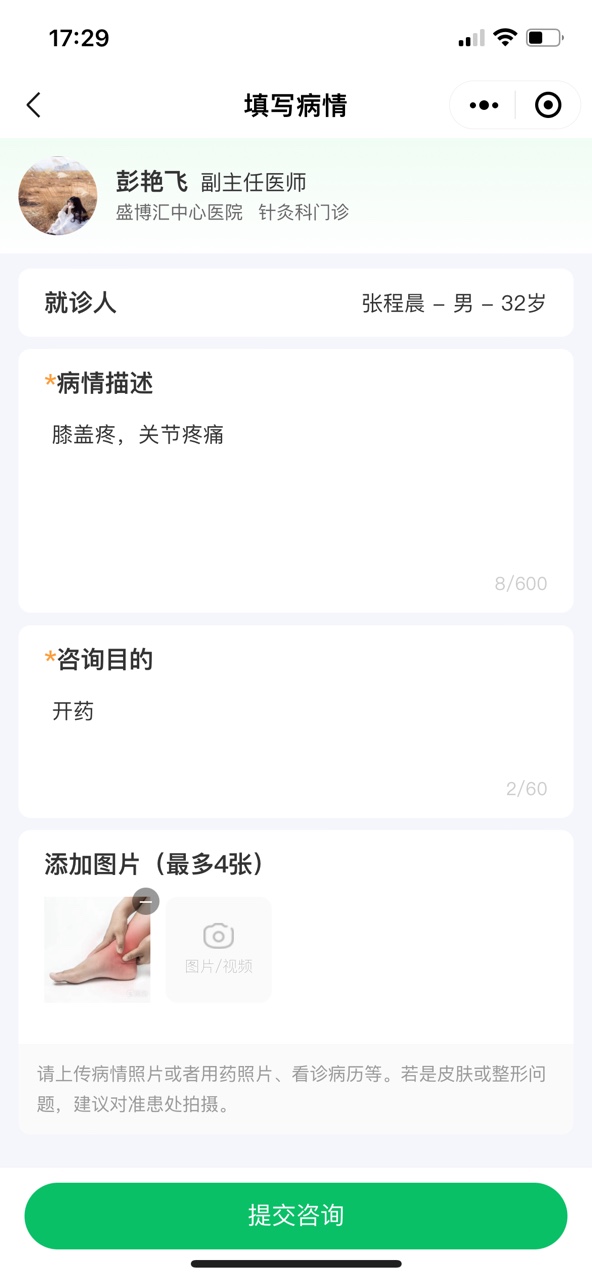 17:29
填写病情
彭艳飞 副主任医师
盛博汇中心医院 针灸科门诊
就诊人 张程晨 - 男 - 32岁
*病情描述
膝盖疼，关节疼痛
8/600
*咨询目的
开药
2/60
添加图片（最多4张）
图片/视频
请上传病情照片或者用药照片、看诊病历等。若是皮肤或整形问
题，建议对准患处拍摄。
提交咨询